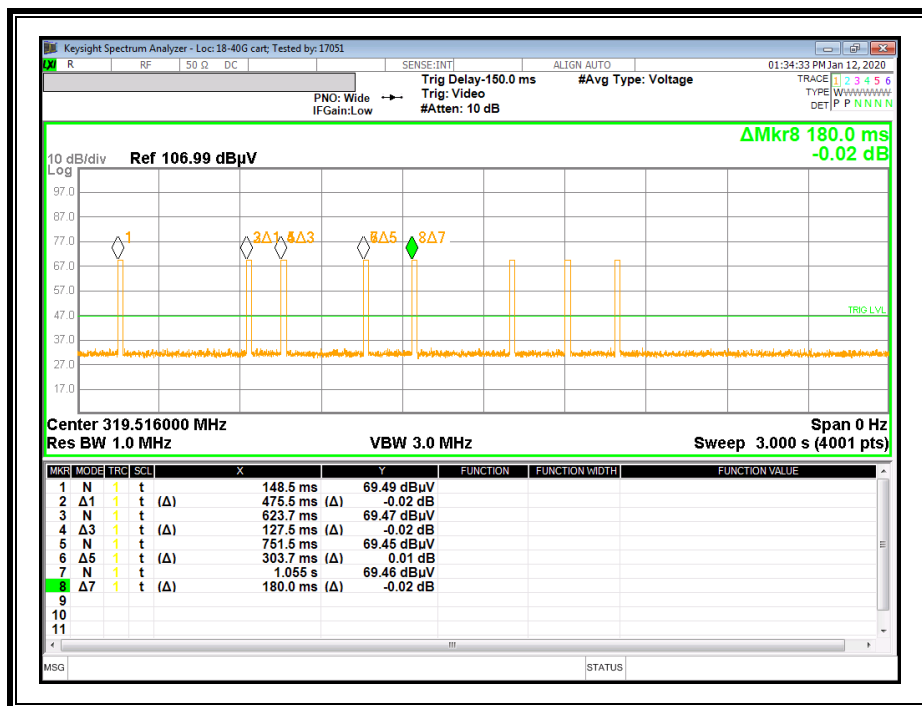 Keysight Spectrum Analyzer - Loc: 18-40G cart; Tested by: 17051
LXI R RF 50 Ω DC SENSE:INT ALIGN AUTO 01:34:33 PM Jan 12, 2020
Trig Delay-150.0 ms #Avg Type: Voltage TRACE 1 2 3 4 5 6
PNO: Wide Trig: Video TYPE W
IFGain:Low #Atten: 10 dB DET P P N N N N
ΔMkr8 180.0 ms
10 dB/div Ref 106.99 dBµV -0.02 dB
Log
97.0
87.0
77.0 1 3Δ1 Δ3 Δ5 8Δ7
67.0
57.0
47.0 TRIG LVL
37.0
27.0
17.0
Center 319.516000 MHz Span 0 Hz
Res BW 1.0 MHz VBW 3.0 MHz Sweep 3.000 s (4001 pts)
MKR MODE TRC SCL X Y FUNCTION FUNCTION WIDTH FUNCTION VALUE
1 N 1 t 148.5 ms 69.49 dBµV
2 Δ1 1 t (Δ) 475.5 ms (Δ) -0.02 dB
3 N 1 t 623.7 ms 69.47 dBµV
4 Δ3 1 t (Δ) 127.5 ms (Δ) -0.02 dB
5 N 1 t 751.5 ms 69.45 dBµV
6 Δ5 1 t (Δ) 303.7 ms (Δ) 0.01 dB
7 N 1 t 1.055 s 69.46 dBµV
8 Δ7 1 t (Δ) 180.0 ms (Δ) -0.02 dB
9
10
11
MSG STATUS